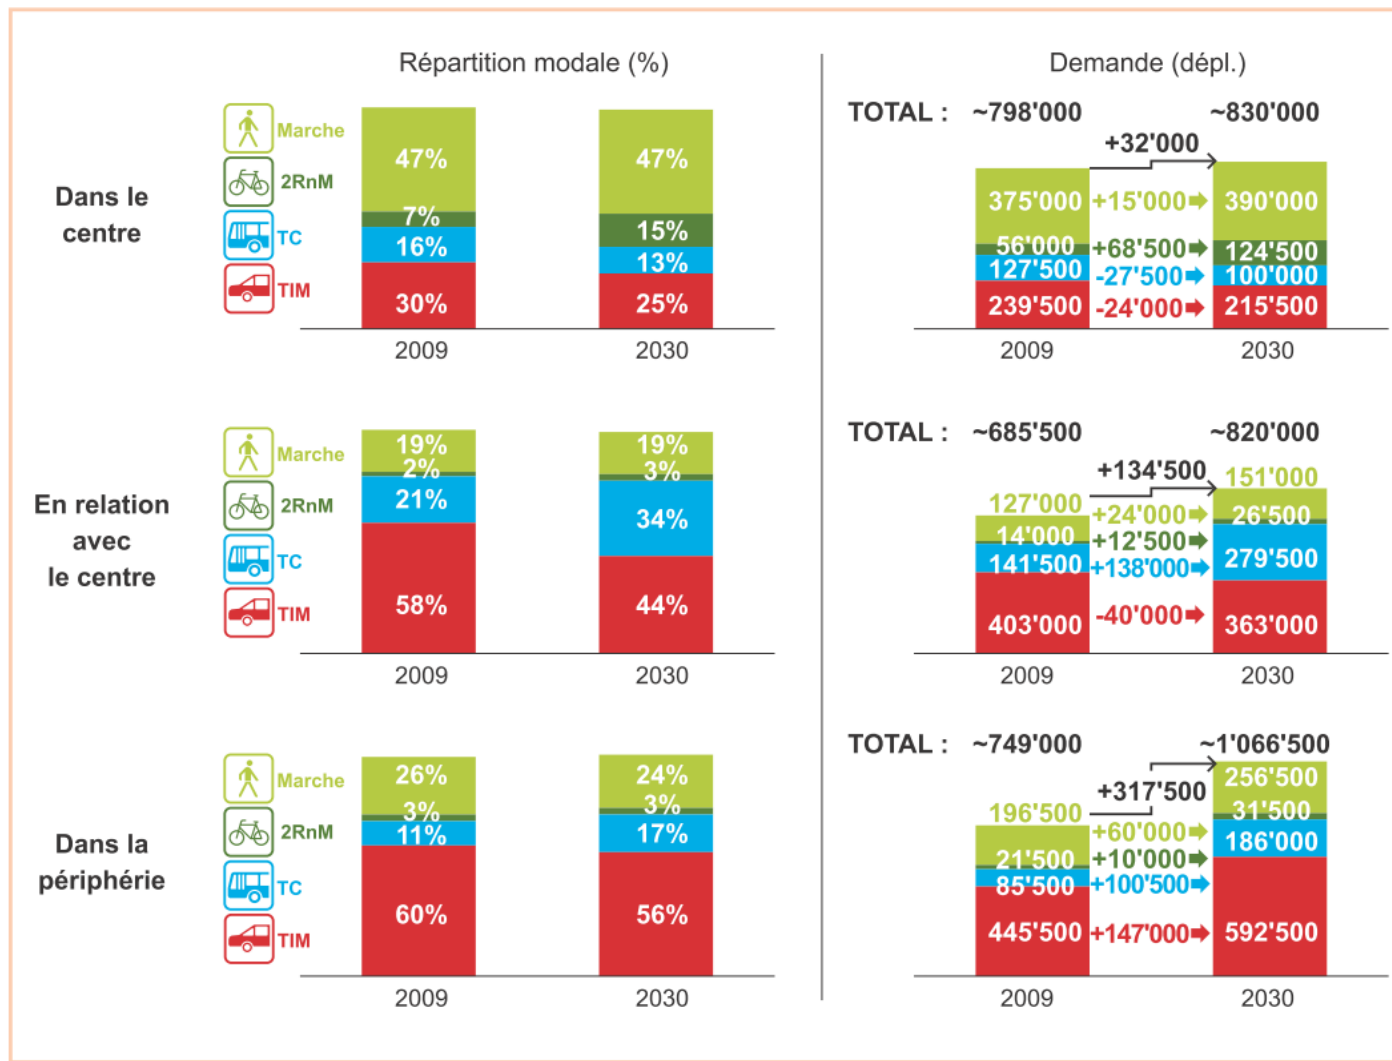 Répartition modale (%)
Demande (dépl.)
Dans le
centre
Marche
2RnM
TC
TIM
47%
7%
16%
30%
2009
47%
15%
13%
25%
2030
TOTAL : ~798'000 ~830'000
+32'000
375'000 +15'000 390'000
56'000 +68'500 124'500
127'500 -27'500 100'000
239'500 -24'000 215'500
2009 2030
En relation
avec
le centre
Marche
2RnM
TC
TIM
19%
2%
21%
58%
2009
19%
3%
34%
44%
2030
TOTAL : ~685'500 ~820'000
+134'500
127'000 +24'000 151'000
14'000 +12'500 26'500
141'500 +138'000 279'500
403'000 -40'000 363'000
2009 2030
Dans la
périphérie
Marche
2RnM
TC
TIM
26%
3%
11%
60%
2009
24%
3%
17%
56%
2030
TOTAL : ~749'000 ~1'066'500
+317'500
196'500 +60'000 256'500
21'500 +10'000 31'500
85'500 +100'500 186'000
445'500 +147'000 592'500
2009 2030